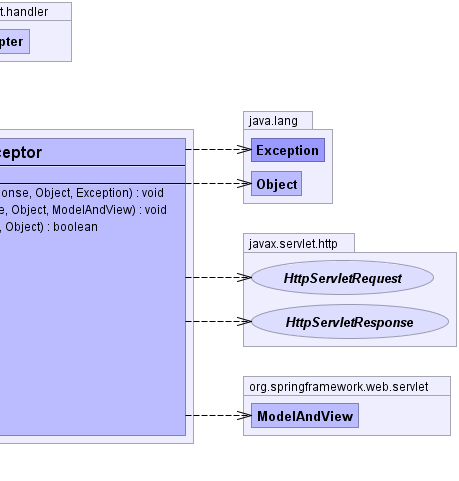 t.handler
pter
java.lang
Exception
Object
ceptor
onse, Object, Exception) : void
e, Object, ModelAndView) : void
, Object) : boolean
javax.servlet.http
HttpServletRequest
HttpServletResponse
org.springframework.web.servlet
ModelAndView